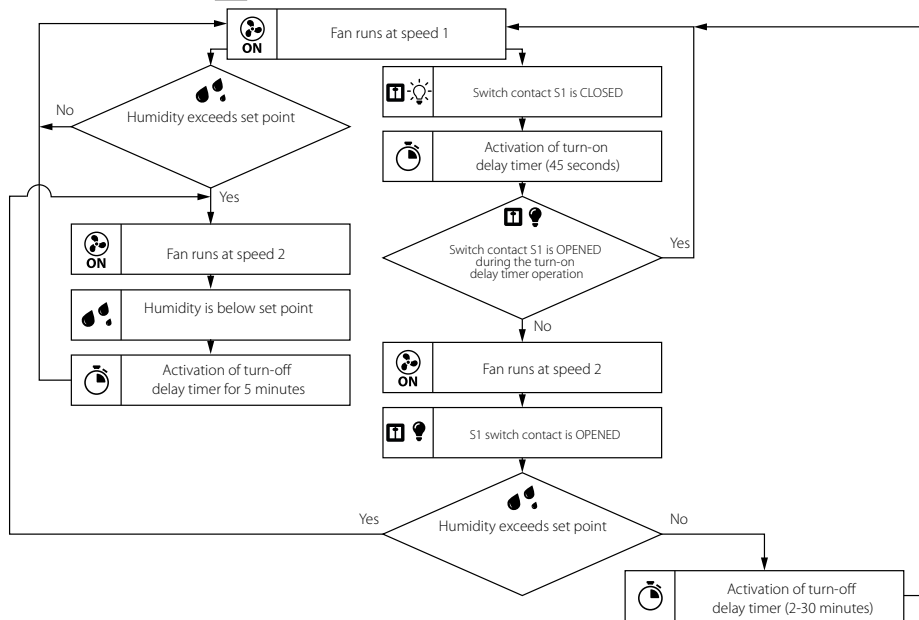 ON
Fan runs at speed 1
Humidity exceeds set point
No
Yes
ON
Fan runs at speed 2
Humidity is below set point
Activation of turn-off
delay timer for 5 minutes
Switch contact S1 is CLOSED
Activation of turn-on
delay timer (45 seconds)
Switch contact S1 is OPENED
during the turn-on
delay timer operation
Yes
No
ON
Fan runs at speed 2
S1 switch contact is OPENED
Humidity exceeds set point
Yes
No
Activation of turn-off
delay timer (2-30 minutes)